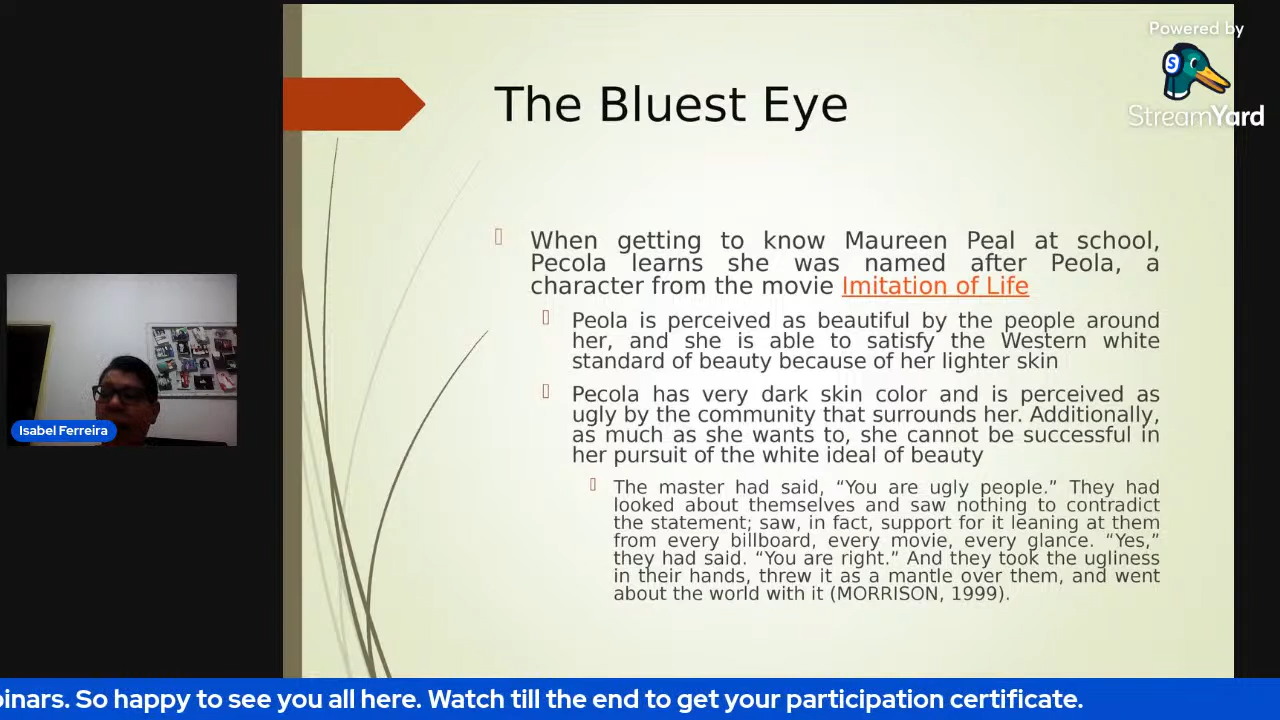 Powered by
StreamYard
The Bluest Eye
When getting to know Maureen Peal at school,
Pecola learns she was named after Peola, a
character from the movie Imitation of Life
Peola is perceived as beautiful by the people around
her, and she is able to satisfy the Western white
standard of beauty because of her lighter skin
Pecola has very dark skin color and is perceived as
ugly by the community that surrounds her. Additionally,
as much as she wants to, she cannot be successful in
her pursuit of the white ideal of beauty
The master had said, “You are ugly people.” They had
looked about themselves and saw nothing to contradict
the statement; saw, in fact, support for it leaning at them
from every billboard, every movie, every glance. “Yes,”
they had said. “You are right.” And they took the ugliness
in their hands, threw it as a mantle over them, and went
about the world with it (MORRISON, 1999).
Isabel Ferreira
So happy to see you all here. Watch till the end to get your participation certificate.